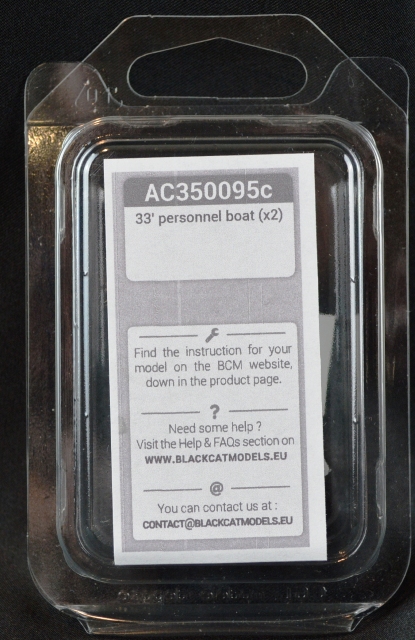 AC350095c
33' personnel boat (x2)
Find the instruction for your
model on the BCM website,
down in the product page.
?
Need some help ?
Visit the Help & FAQs section on
WWW.BLACKCATMODELS.EU
@
You can contact us at :
CONTACT@BLACKCATMODELS.EU